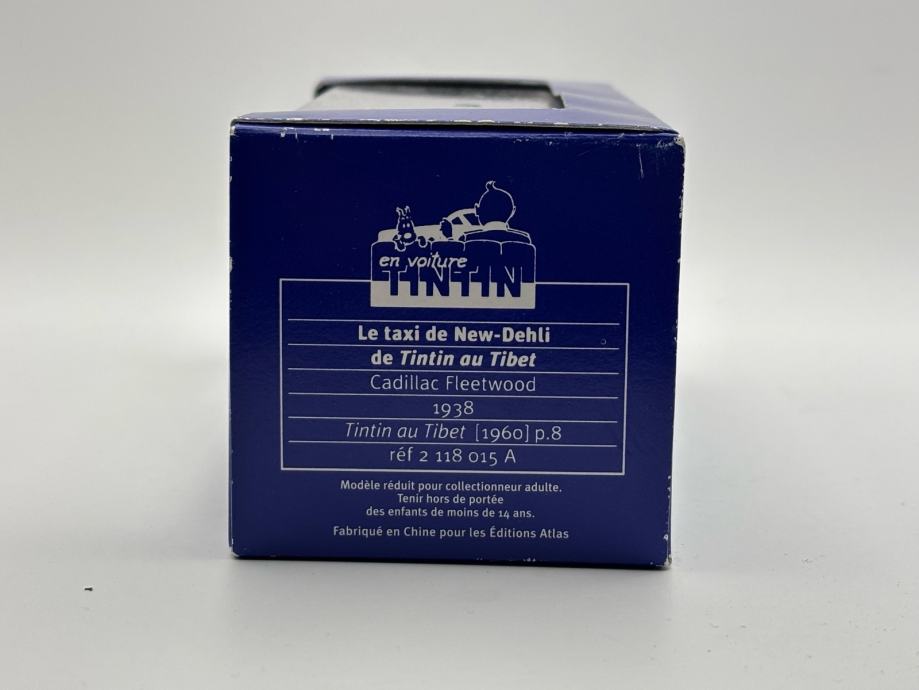 en voiture
TINTIN
Le taxi de New-Dehli
de Tintin au Tibet
Cadillac Fleetwood
1938
Tintin au Tibet [1960] p.8
réf 2 118 015 A
Modèle réduit pour collectionneur adulte.
Tenir hors de portée
des enfants de moins de 14 ans.
Fabriqué en Chine pour les Éditions Atlas